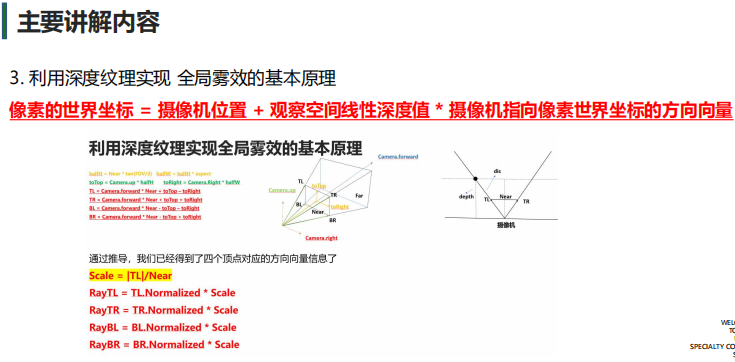 主要讲解内容
3. 利用深度纹理实现 全局雾效的基本原理
像素的世界坐标 = 摄像机位置 + 观察空间线性深度值 * 摄像机指向像素世界坐标的方向向量
利用深度纹理实现全局雾效的基本原理
halfH = Near * tan(FOV/2) halfW = halfH * aspect
toTop = Camera.up * halfH toRight = Camera.Right * halfW
TL = Camera.forward * Near + toTop - toRight
TR = Camera.forward * Near + toTop + toRight
BL = Camera.forward * Near - toTop - toRight
BR = Camera.forward * Near - toTop + toRight
Camera.forward
TL
toTop
Camera.up
TR
Far
BL
toRight
Near
BR
Camera.right
dis
depth
TL
Near
TR
摄像机
通过推导，我们已经得到了四个顶点对应的方向向量信息了
Scale = |TL|/Near
RayTL = TL.Normalized * Scale
RayTR = TR.Normalized * Scale
RayBL = BL.Normalized * Scale
RayBR = BR.Normalized * Scale
WEL
TO
SPECIALTY CO
S